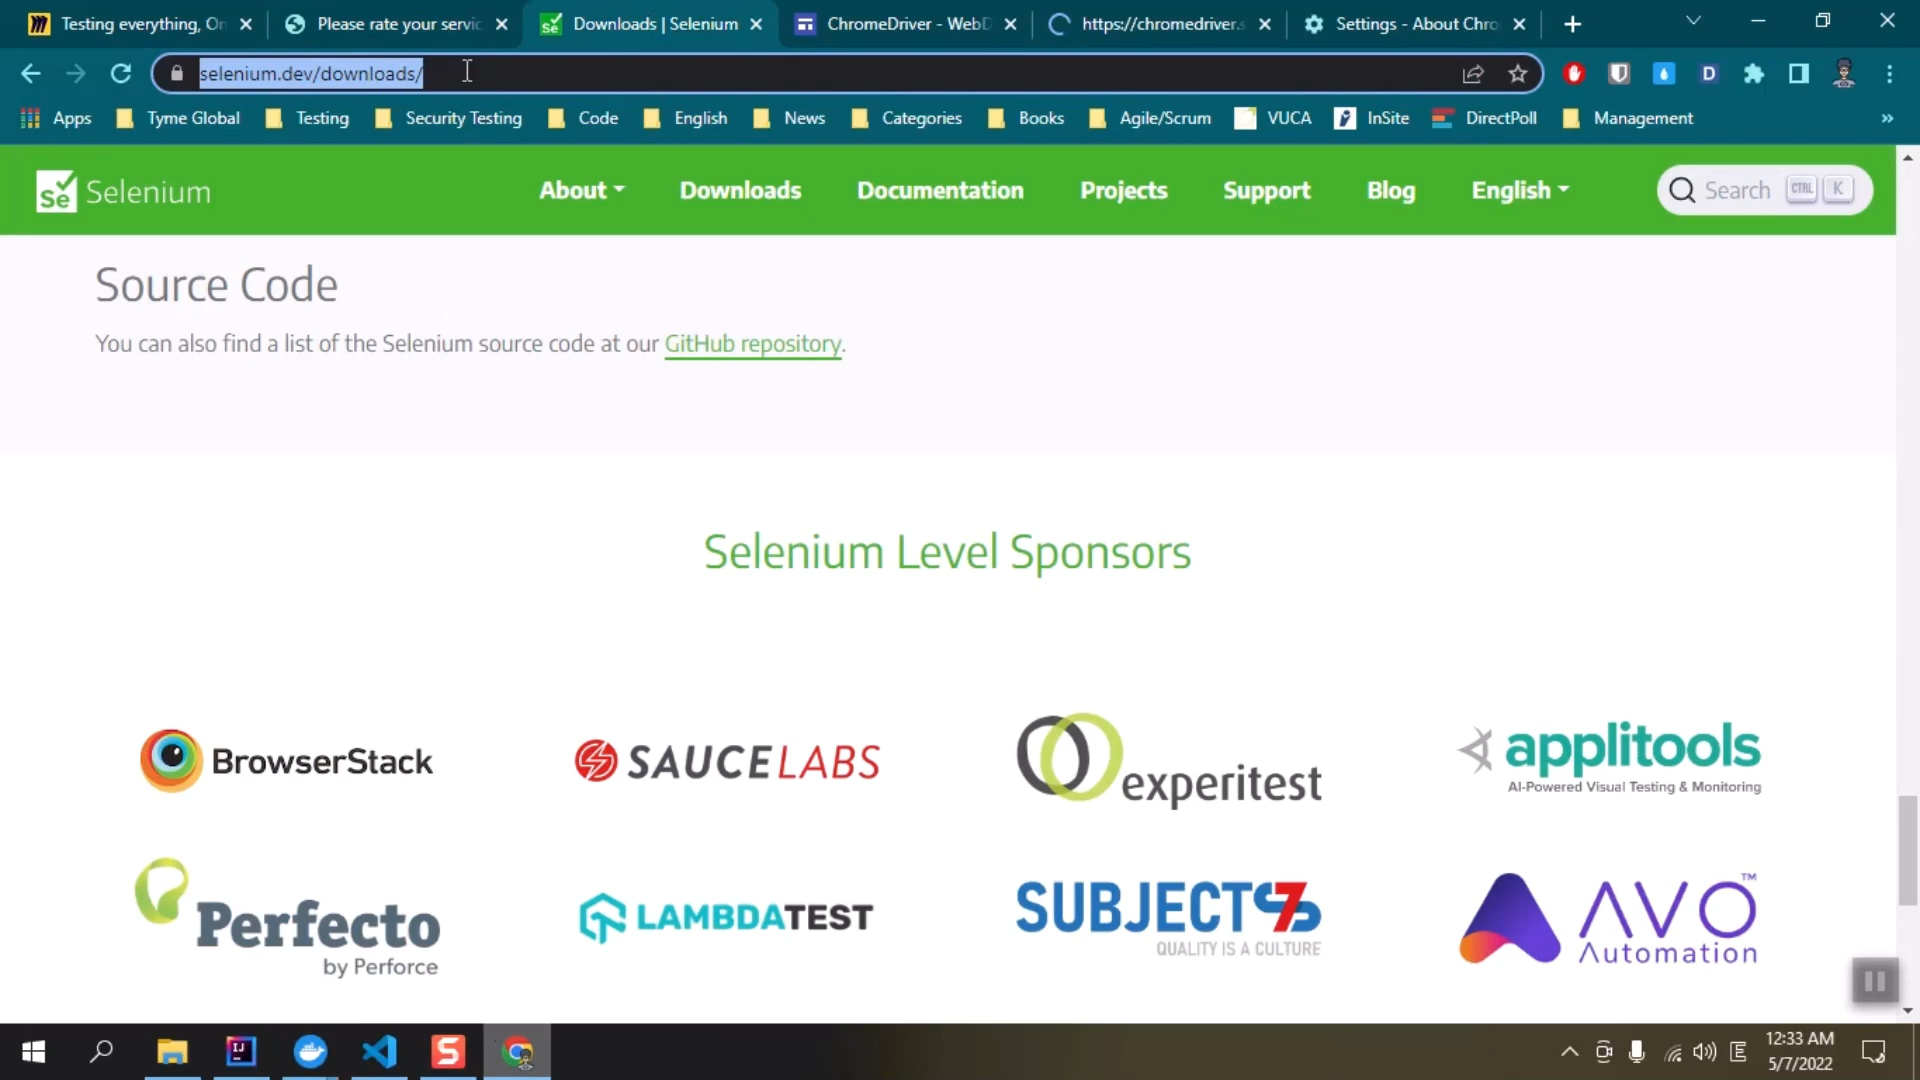 Testing everything, On
Please rate your servic
Downloads | Selenium
ChromeDriver - WebD
https://chromedriver.s
Settings - About Chro
selenium.dev/downloads/
Apps
Tyme Global
Testing
Security Testing
Code
English
News
Categories
Books
Agile/Scrum
VUCA
InSite
DirectPoll
Management
»
Se Selenium
About
Downloads
Documentation
Projects
Support
Blog
English
Search CTRL K
Source Code
You can also find a list of the Selenium source code at our GitHub repository.
Selenium Level Sponsors
BrowserStack
SAUCELABS
experitest
applitools
AI-Powered Visual Testing & Monitoring
Perfecto
by Perforce
LAMBDATEST
SUBJECT7
QUALITY IS A CULTURE
AVO™
Automation
12:33 AM
5/7/2022